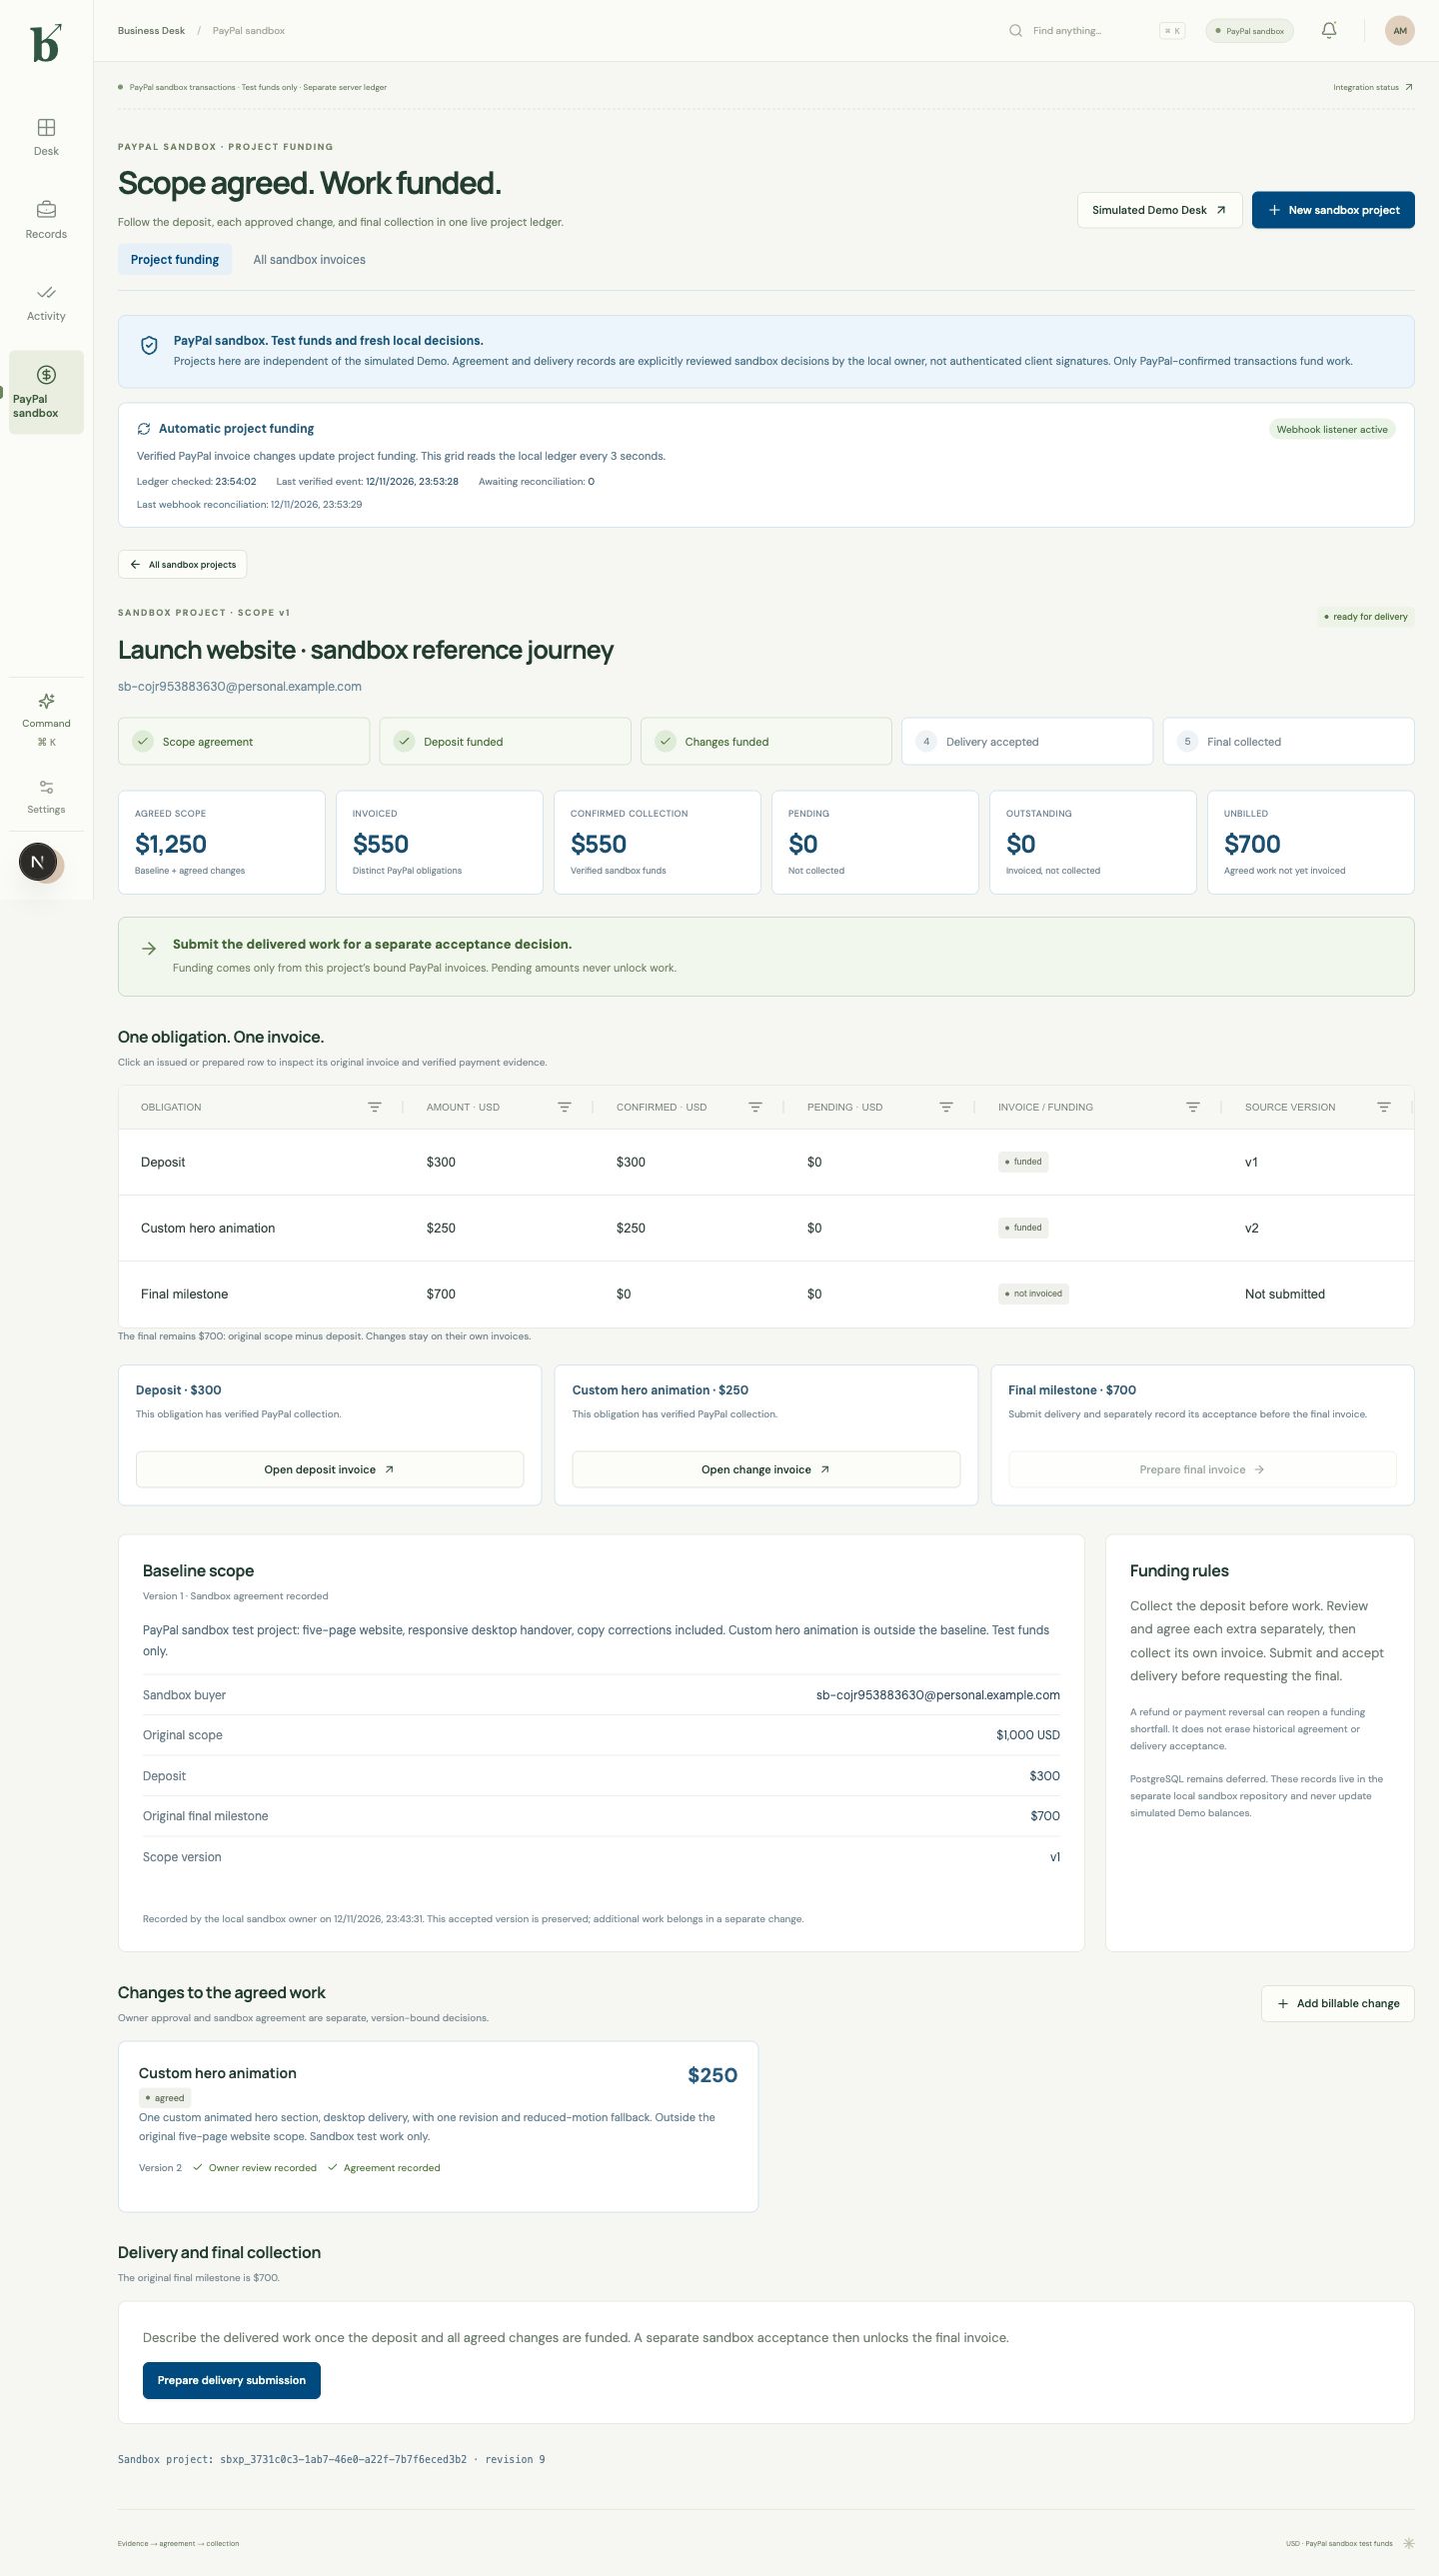 b
Business Desk / PayPal sandbox
Find anything...
⌘ K
PayPal sandbox
AM
Desk
Records
Activity
PayPal
sandbox
Command
⌘ K
Settings
N
PayPal sandbox transactions · Test funds only · Separate server ledger
Integration status
PAYPAL SANDBOX · PROJECT FUNDING
Scope agreed. Work funded.
Follow the deposit, each approved change, and final collection in one live project ledger.
Simulated Demo Desk
New sandbox project
Project funding
All sandbox invoices
PayPal sandbox. Test funds and fresh local decisions.
Projects here are independent of the simulated Demo. Agreement and delivery records are explicitly reviewed sandbox decisions by the local owner, not authenticated client signatures. Only PayPal-confirmed transactions fund work.
Automatic project funding
Webhook listener active
Verified PayPal invoice changes update project funding. This grid reads the local ledger every 3 seconds.
Ledger checked: 23:54:02 Last verified event: 12/11/2026, 23:53:28 Awaiting reconciliation: 0
Last webhook reconciliation: 12/11/2026, 23:53:29
All sandbox projects
SANDBOX PROJECT · SCOPE v1
ready for delivery
Launch website · sandbox reference journey
sb-cojr953883630@personal.example.com
Scope agreement
Deposit funded
Changes funded
4 Delivery accepted
5 Final collected
AGREED SCOPE
$1,250
Baseline + agreed changes
INVOICED
$550
Distinct PayPal obligations
CONFIRMED COLLECTION
$550
Verified sandbox funds
PENDING
$0
Not collected
OUTSTANDING
$0
Invoiced, not collected
UNBILLED
$700
Agreed work not yet invoiced
Submit the delivered work for a separate acceptance decision.
Funding comes only from this project's bound PayPal invoices. Pending amounts never unlock work.
One obligation. One invoice.
Click an issued or prepared row to inspect its original invoice and verified payment evidence.
OBLIGATION AMOUNT · USD CONFIRMED · USD PENDING · USD INVOICE / FUNDING SOURCE VERSION
Deposit $300 $300 $0 funded v1
Custom hero animation $250 $250 $0 funded v2
Final milestone $700 $0 $0 not invoiced Not submitted
The final remains $700: original scope minus deposit. Changes stay on their own invoices.
Deposit · $300
This obligation has verified PayPal collection.
Open deposit invoice
Custom hero animation · $250
This obligation has verified PayPal collection.
Open change invoice
Final milestone · $700
Submit delivery and separately record its acceptance before the final invoice.
Prepare final invoice
Baseline scope
Version 1 · Sandbox agreement recorded
PayPal sandbox test project: five-page website, responsive desktop handover, copy corrections included. Custom hero animation is outside the baseline. Test funds
only.
Sandbox buyer sb-cojr953883630@personal.example.com
Original scope $1,000 USD
Deposit $300
Original final milestone $700
Scope version v1
Recorded by the local sandbox owner on 12/11/2026, 23:43:31. This accepted version is preserved; additional work belongs in a separate change.
Funding rules
Collect the deposit before work. Review
and agree each extra separately, then
collect its own invoice. Submit and accept
delivery before requesting the final.
A refund or payment reversal can reopen a funding
shortfall. It does not erase historical agreement or
delivery acceptance.
PostgreSQL remains deferred. These records live in the
separate local sandbox repository and never update
simulated Demo balances.
Changes to the agreed work
Owner approval and sandbox agreement are separate, version-bound decisions.
Add billable change
Custom hero animation
$250
agreed
One custom animated hero section, desktop delivery, with one revision and reduced-motion fallback. Outside the
original five-page website scope. Sandbox test work only.
Version 2 Owner review recorded Agreement recorded
Delivery and final collection
The original final milestone is $700.
Describe the delivered work once the deposit and all agreed changes are funded. A separate sandbox acceptance then unlocks the final invoice.
Prepare delivery submission
Sandbox project: sbxp_3731c0c3-1ab7-46e0-a22f-7b7f6eced3b2 · revision 9
Evidence → agreement → collection
USD · PayPal sandbox test funds